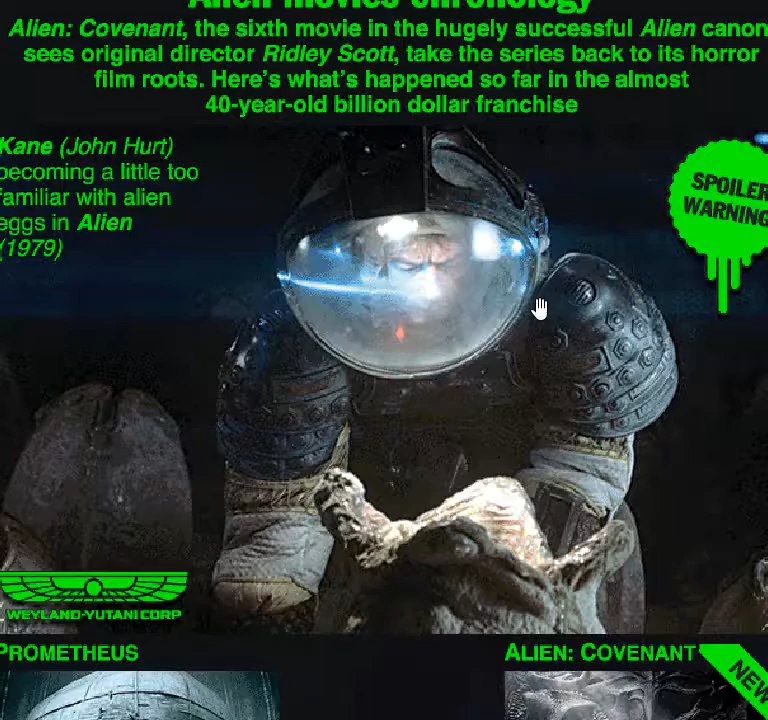 Alien movies chronology
Alien: Covenant, the sixth movie in the hugely successful Alien canon
sees original director Ridley Scott, take the series back to its horror
film roots. Here's what's happened so far in the almost
40-year-old billion dollar franchise
Kane (John Hurt)
becoming a little too
familiar with alien
eggs in Alien
(1979)
SPOILER
WARNING
WEYLAND-YUTANI CORP
PROMETHEUS
ALIEN: COVENANT
NEW